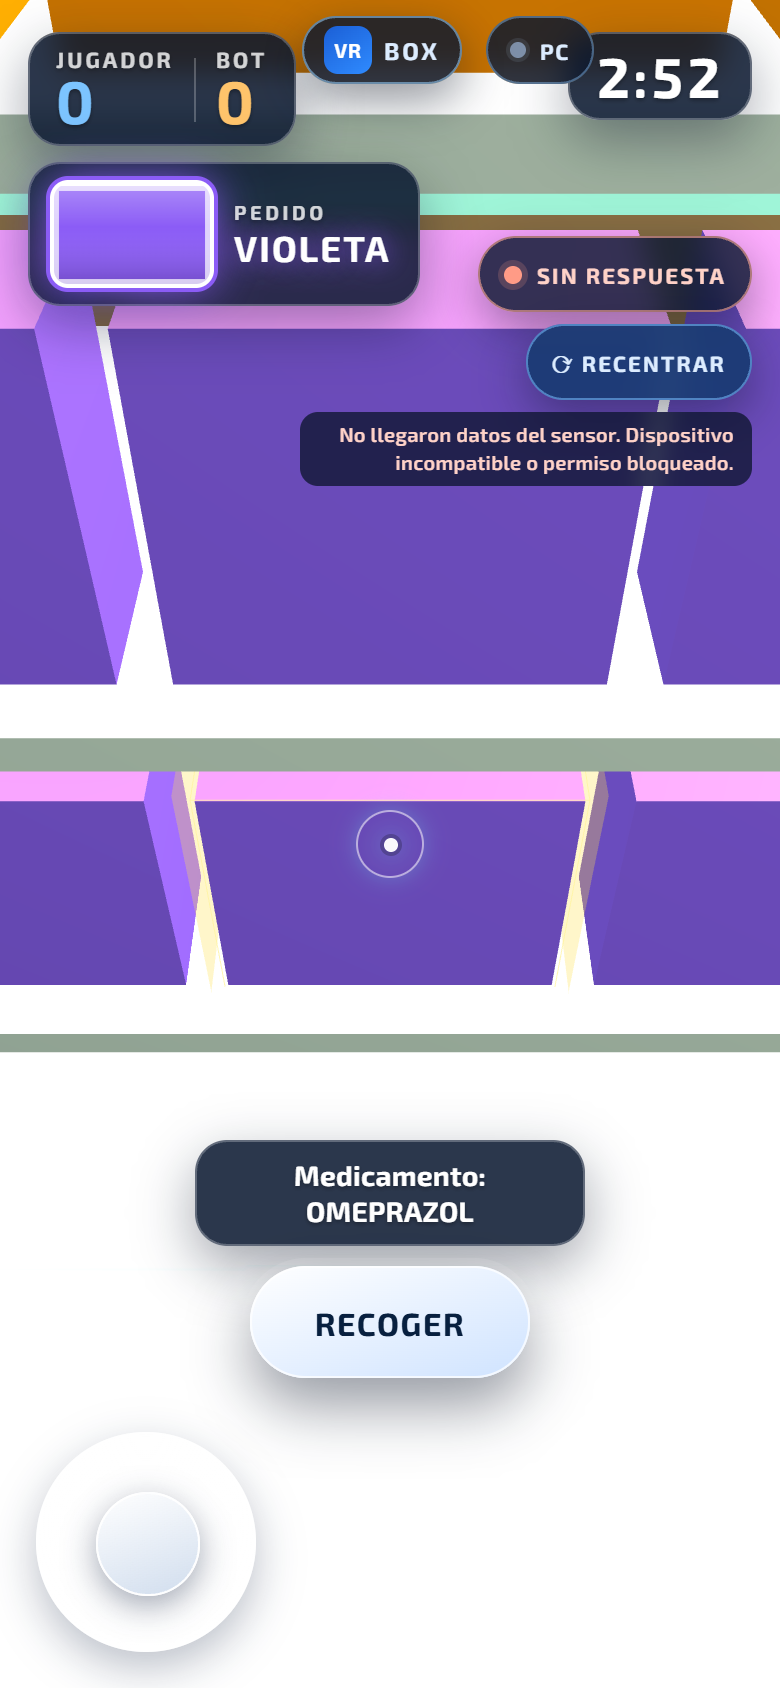 JUGADOR
0
BOT
0
VR BOX
PC
2:52
PEDIDO
VIOLETA
SIN RESPUESTA
⟳ RECENTRAR
No llegaron datos del sensor. Dispositivo
incompatible o permiso bloqueado.
Medicamento:
OMEPRAZOL
RECOGER